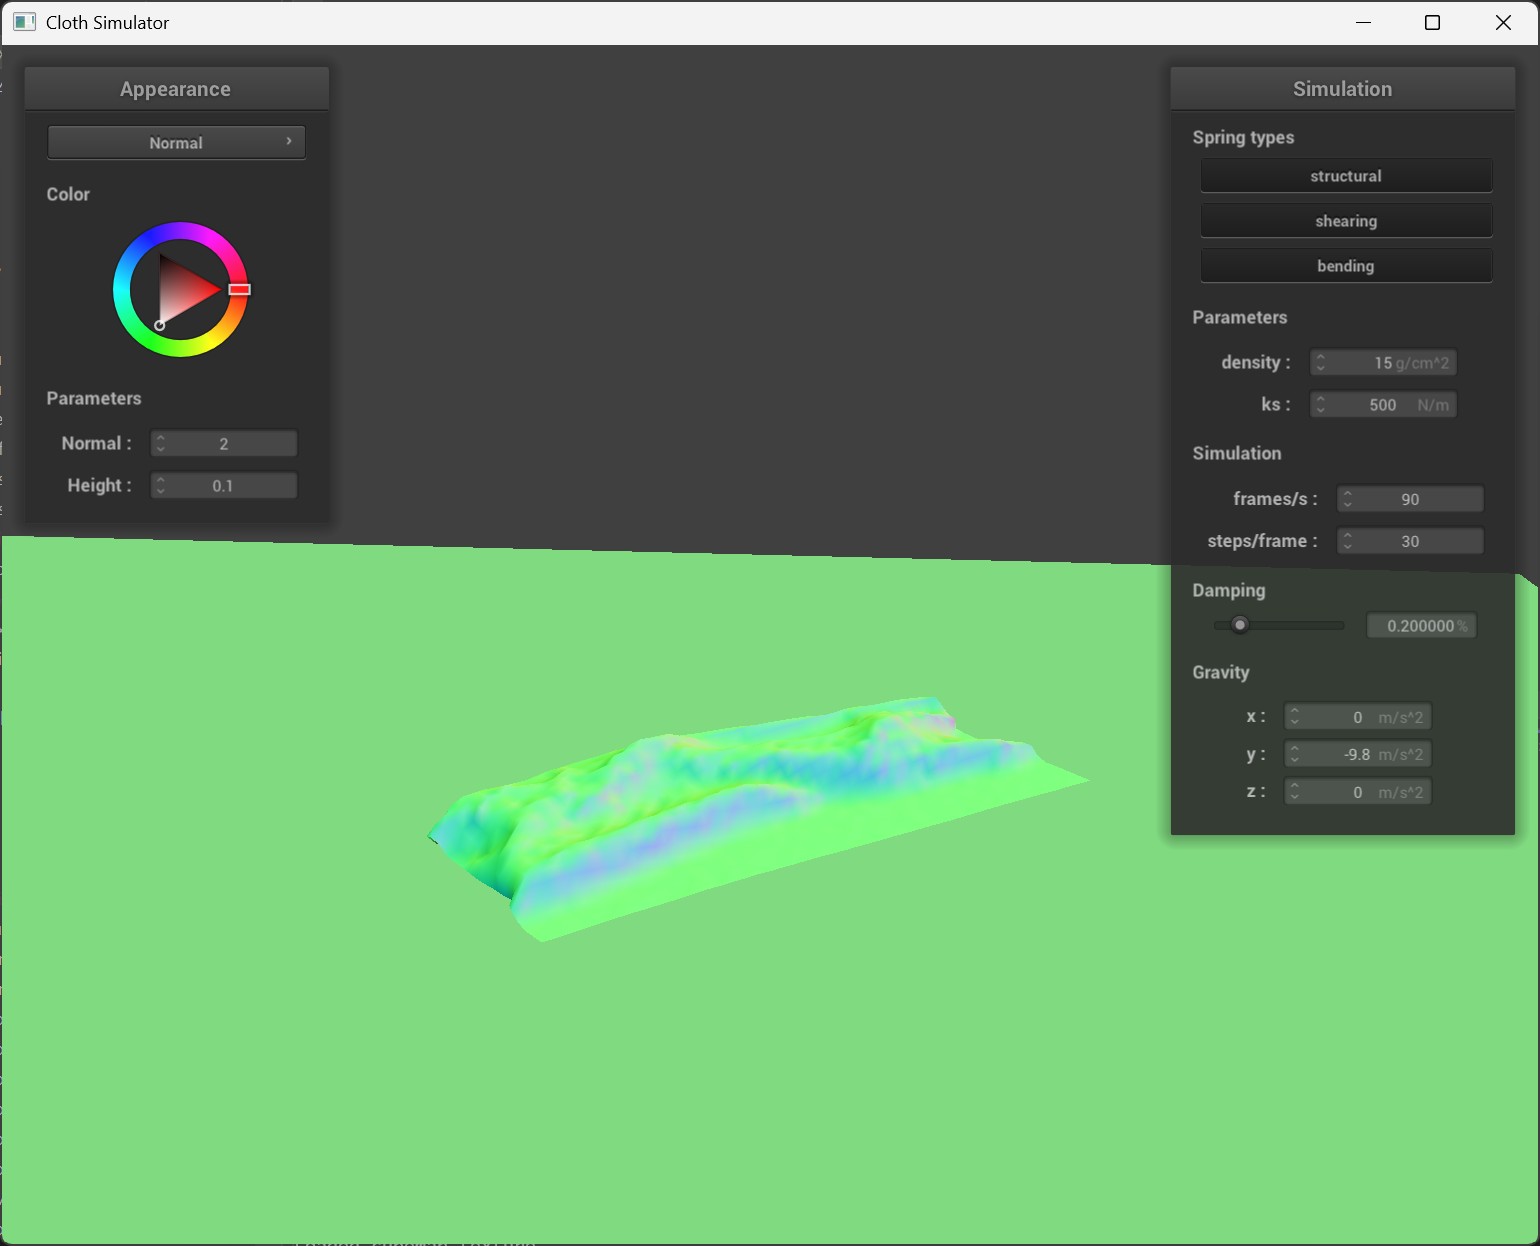 Cloth Simulator
Appearance
Normal
Color
Parameters
Normal : 2
Height : 0.1
Simulation
Spring types
structural
shearing
bending
Parameters
density : 15 g/cm^2
ks : 500 N/m
Simulation
frames/s : 90
steps/frame : 30
Damping
0.200000 %
Gravity
x : 0 m/s^2
y : -9.8 m/s^2
z : 0 m/s^2